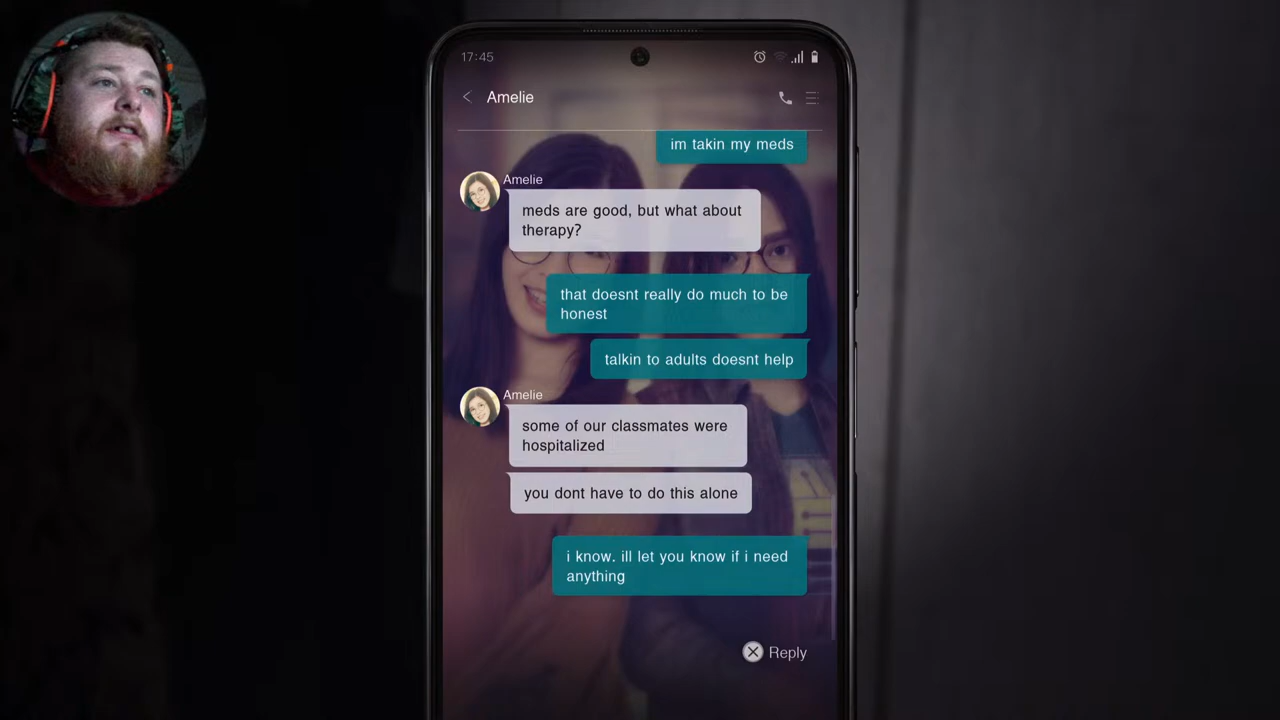 17:45
Amelie
im takin my meds
Amelie
meds are good, but what about
therapy?
that doesnt really do much to be
honest
talkin to adults doesnt help
Amelie
some of our classmates were
hospitalized
you dont have to do this alone
i know. ill let you know if i need
anything
Reply